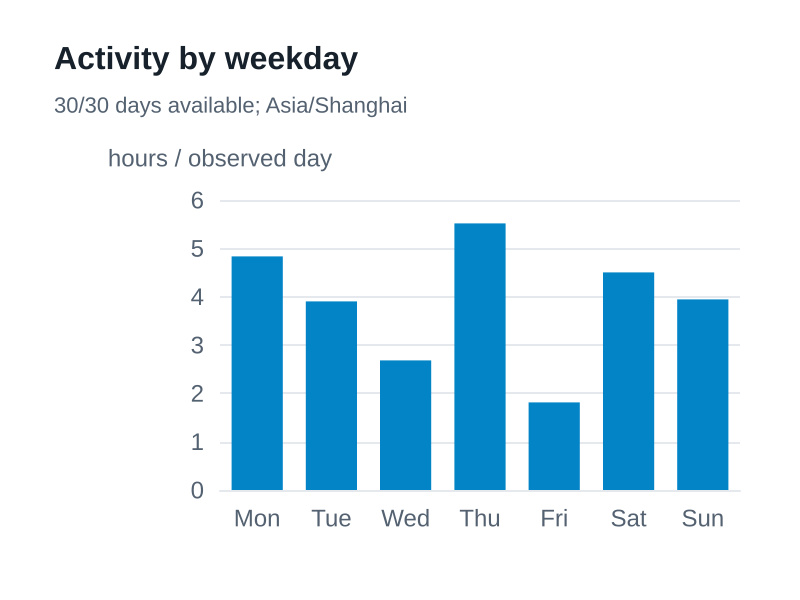 Activity by weekday
30/30 days available; Asia/Shanghai
hours / observed day
6
5
4
3
2
1
0
Mon Tue Wed Thu Fri Sat Sun